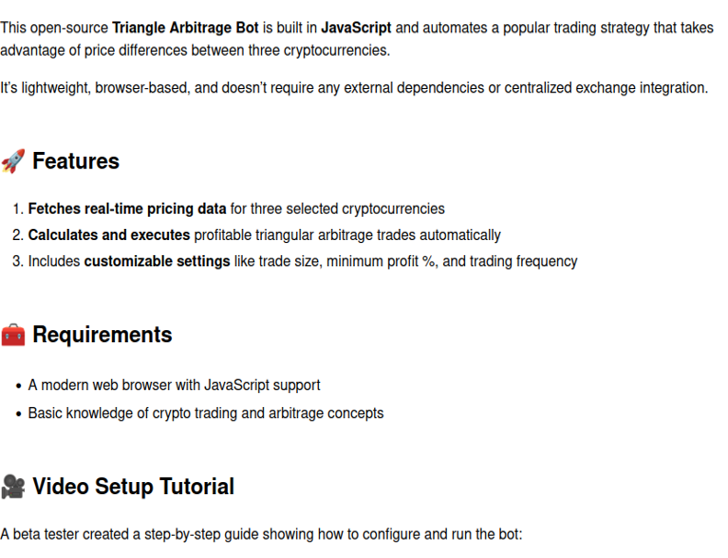 This open-source Triangle Arbitrage Bot is built in JavaScript and automates a popular trading strategy that takes
advantage of price differences between three cryptocurrencies.
It's lightweight, browser-based, and doesn't require any external dependencies or centralized exchange integration.
🚀 Features
1. Fetches real-time pricing data for three selected cryptocurrencies
2. Calculates and executes profitable triangular arbitrage trades automatically
3. Includes customizable settings like trade size, minimum profit %, and trading frequency
🧰 Requirements
• A modern web browser with JavaScript support
• Basic knowledge of crypto trading and arbitrage concepts
🎥 Video Setup Tutorial
A beta tester created a step-by-step guide showing how to configure and run the bot: